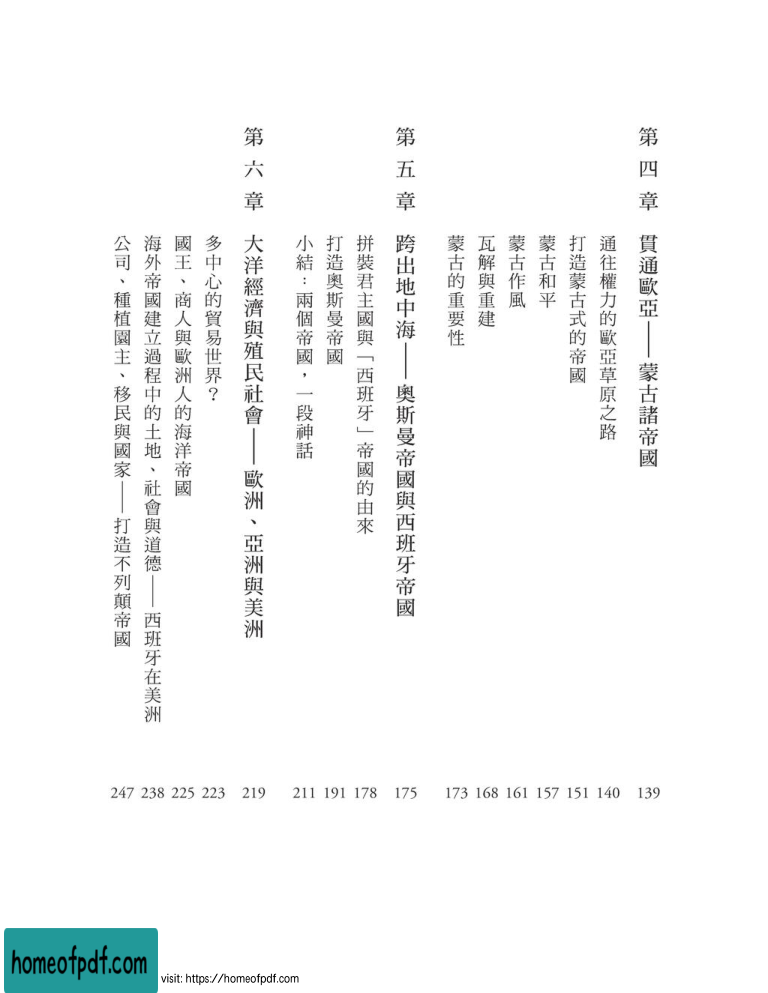 第四章 貫通歐亞——蒙古諸帝國 139
通往權力的歐亞草原之路 140
打造蒙古式的帝國 151
蒙古和平 157
蒙古作風 161
瓦解與重建 168
蒙古的重要性 173
第五章 跨出地中海——奧斯曼帝國與西班牙帝國 175
拼裝君主國與「西班牙」帝國的由來 178
打造奧斯曼帝國 191
小結：兩個帝國，一段神話 211
第六章 大洋經濟與殖民社會——歐洲、亞洲與美洲 219
多中心的貿易世界？ 223
國王、商人與歐洲人的海洋帝國 225
海外帝國建立過程中的土地、社會與道德——西班牙在美洲 238
公司、種植園主、移民與國家——打造不列顛帝國 247
homeofpdf.com
visit: https://homeofpdf.com